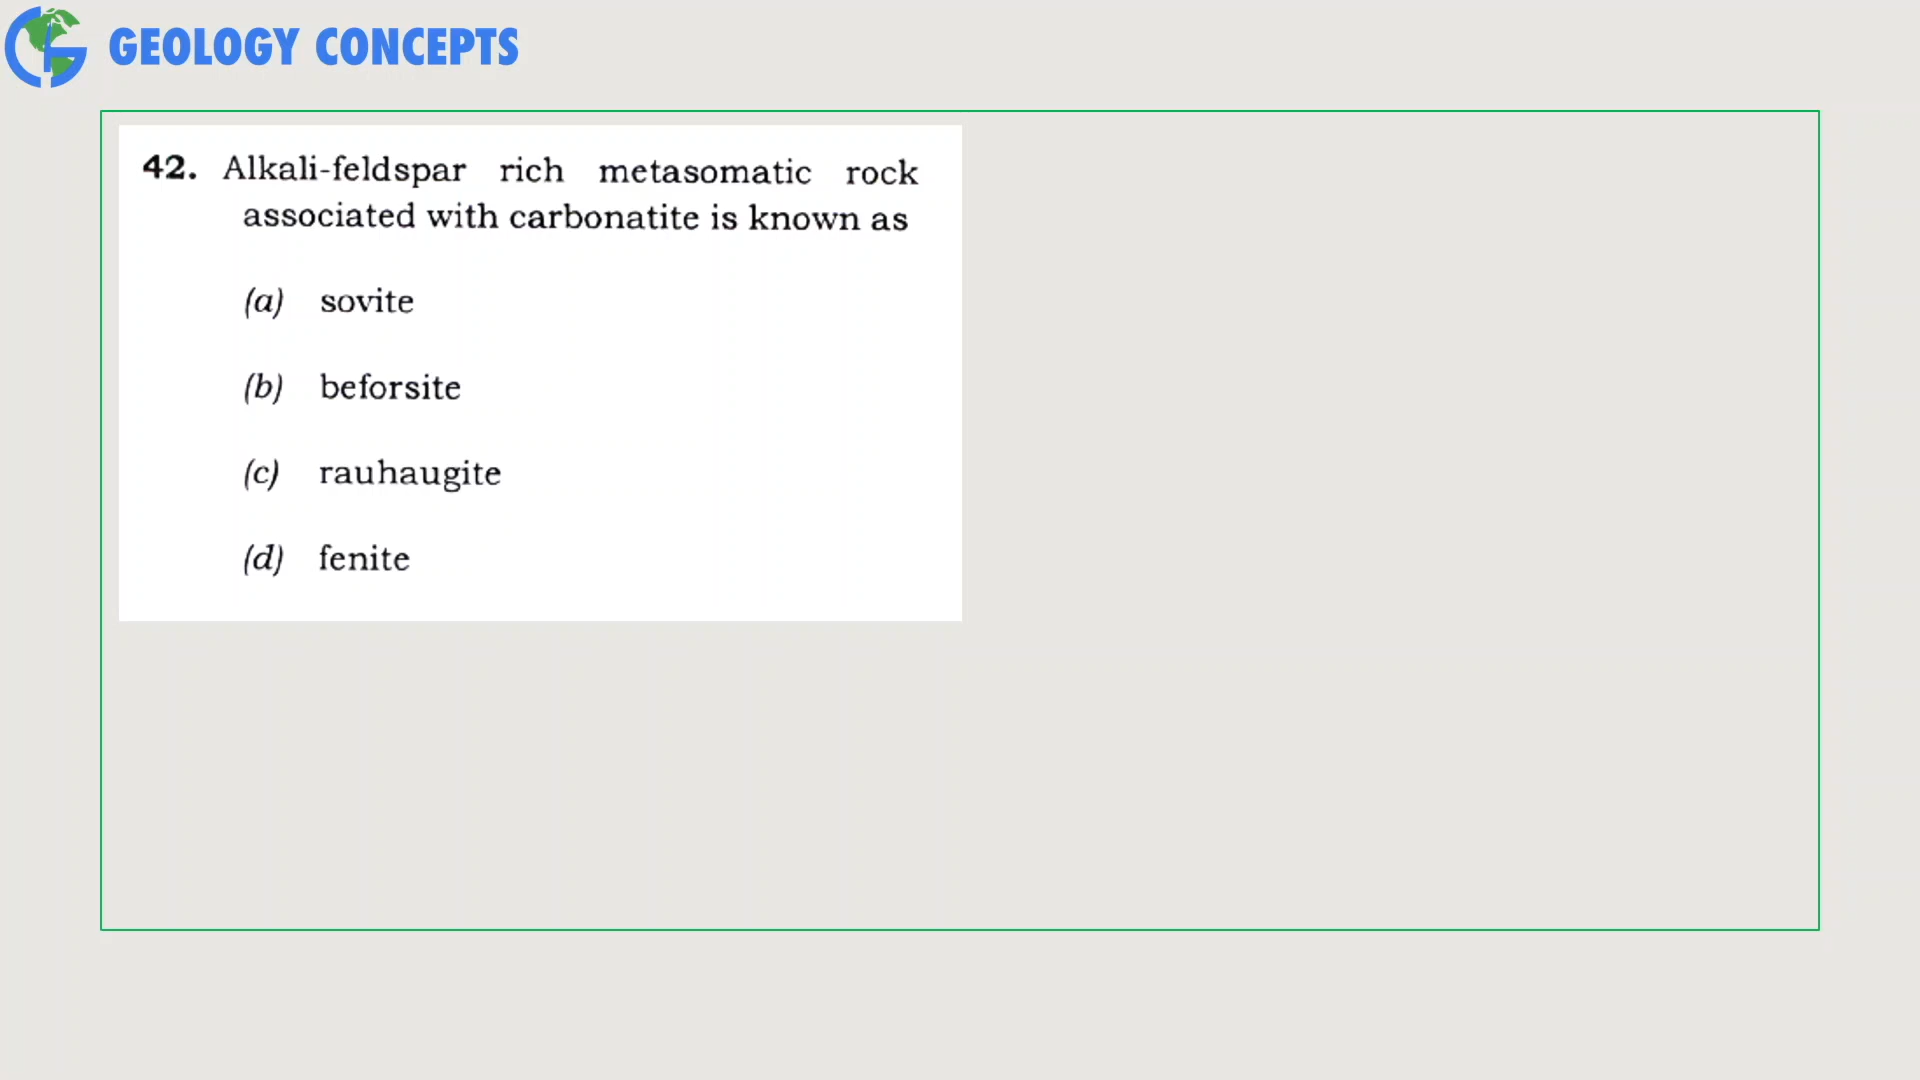 GEOLOGY CONCEPTS
42. Alkali-feldspar rich metasomatic rock
associated with carbonatite is known as
(a) sovite
(b) beforsite
(c) rauhaugite
(d) fenite